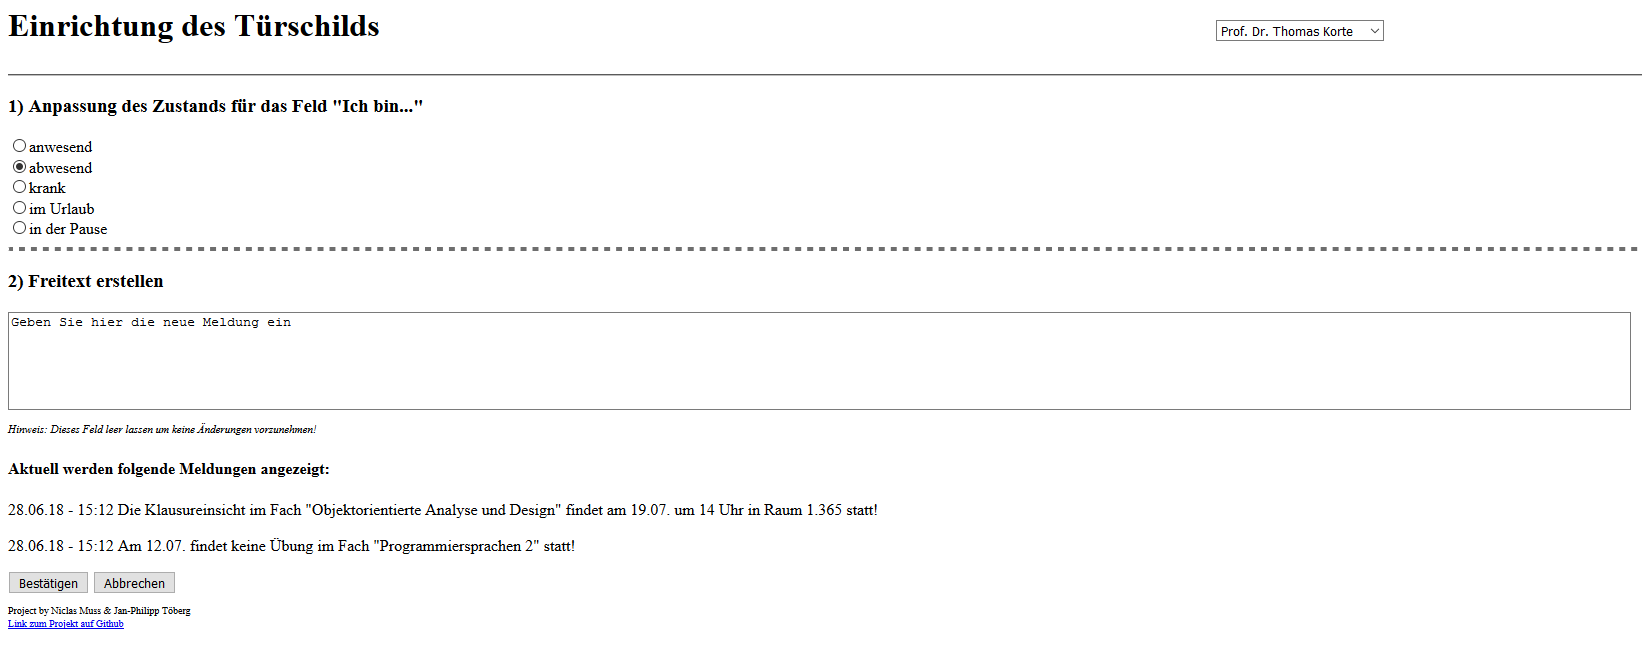 Einrichtung des Türschilds
Prof. Dr. Thomas Korte
1) Anpassung des Zustands für das Feld "Ich bin..."
anwesend
abwesend
krank
im Urlaub
in der Pause
2) Freitext erstellen
Geben Sie hier die neue Meldung ein
Hinweis: Dieses Feld leer lassen um keine Änderungen vorzunehmen!
Aktuell werden folgende Meldungen angezeigt:
28.06.18 - 15:12 Die Klausureinsicht im Fach "Objektorientierte Analyse und Design" findet am 19.07. um 14 Uhr in Raum 1.365 statt!
28.06.18 - 15:12 Am 12.07. findet keine Übung im Fach "Programmiersprachen 2" statt!
Bestätigen Abbrechen
Project by Niclas Muss & Jan-Philipp Töberg
Link zum Projekt auf Github